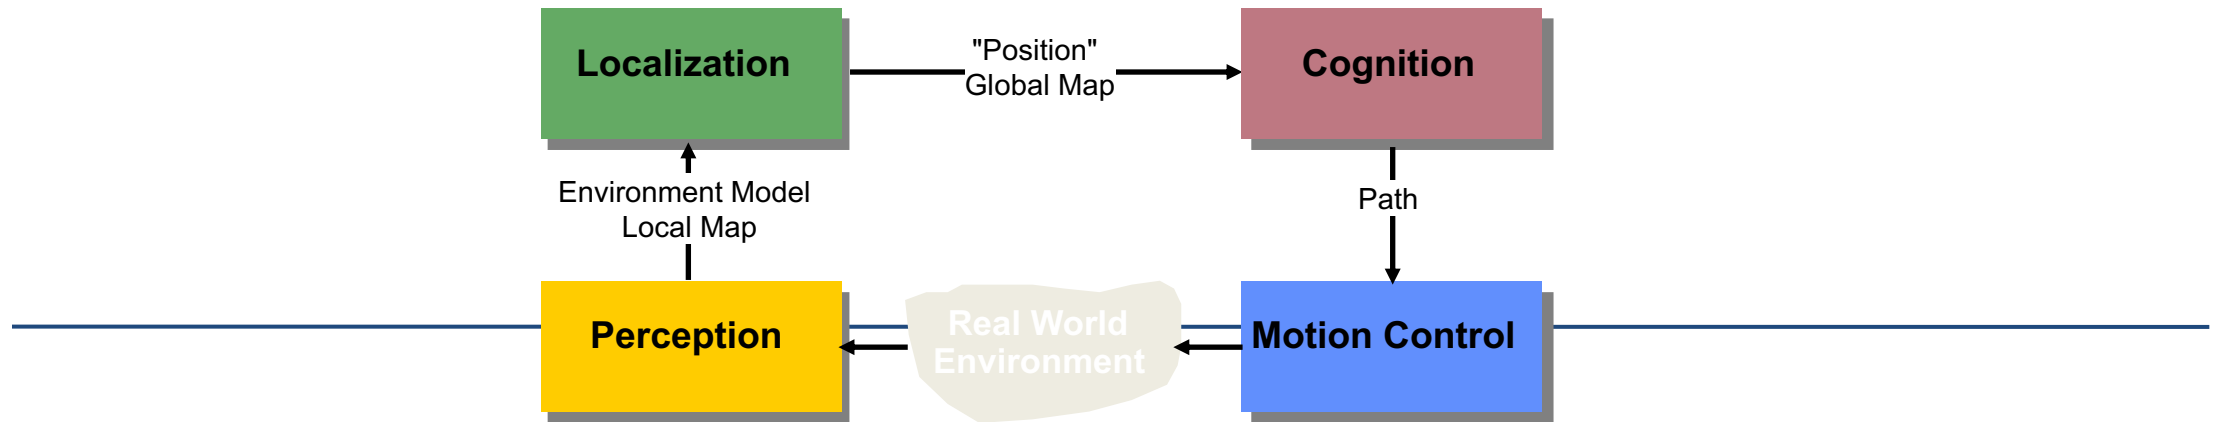 Localization
"Position"
Global Map
Cognition
Environment Model
Local Map
Path
Perception
Real World
Environment
Motion Control